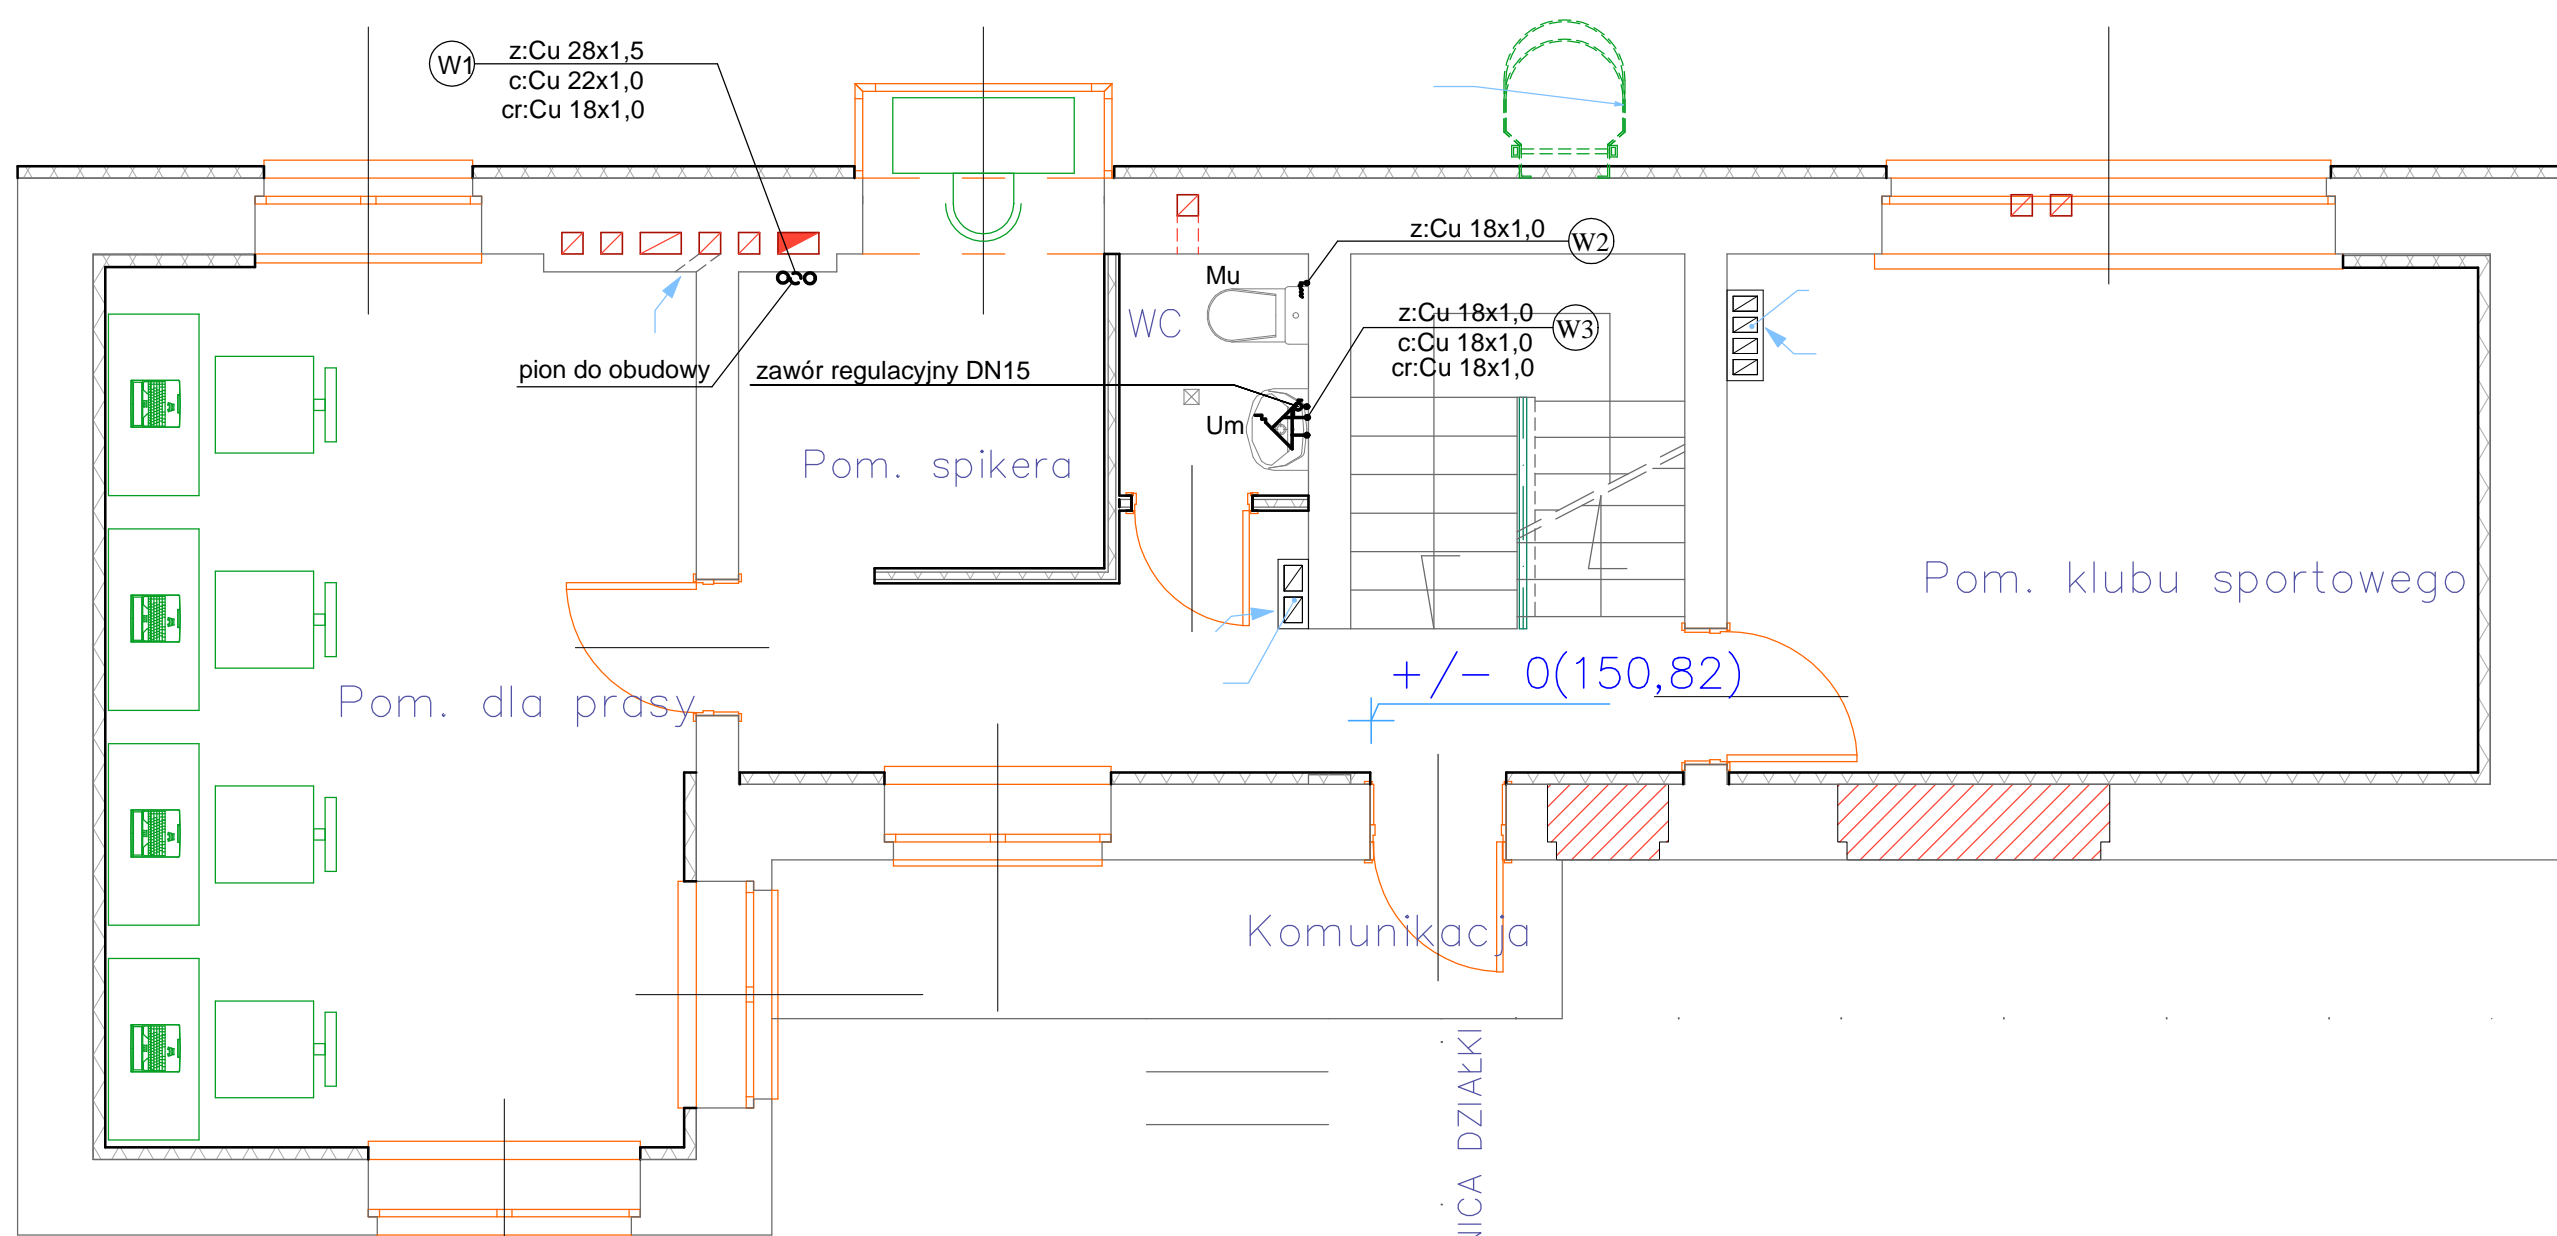 W1
z:Cu 28x1,5
c:Cu 22x1,0
cr:Cu 18x1,0
z:Cu 18x1,0
W2
Mu
WC
z:Cu 18x1,0
c:Cu 18x1,0
cr:Cu 18x1,0
W3
pion do obudowy
zawór regulacyjny DN15
Um
Pom. spikera
Pom. klubu sportowego
+/- 0(150,82)
Pom. dla prasy
Komunikacja
NICA DZIAŁKI